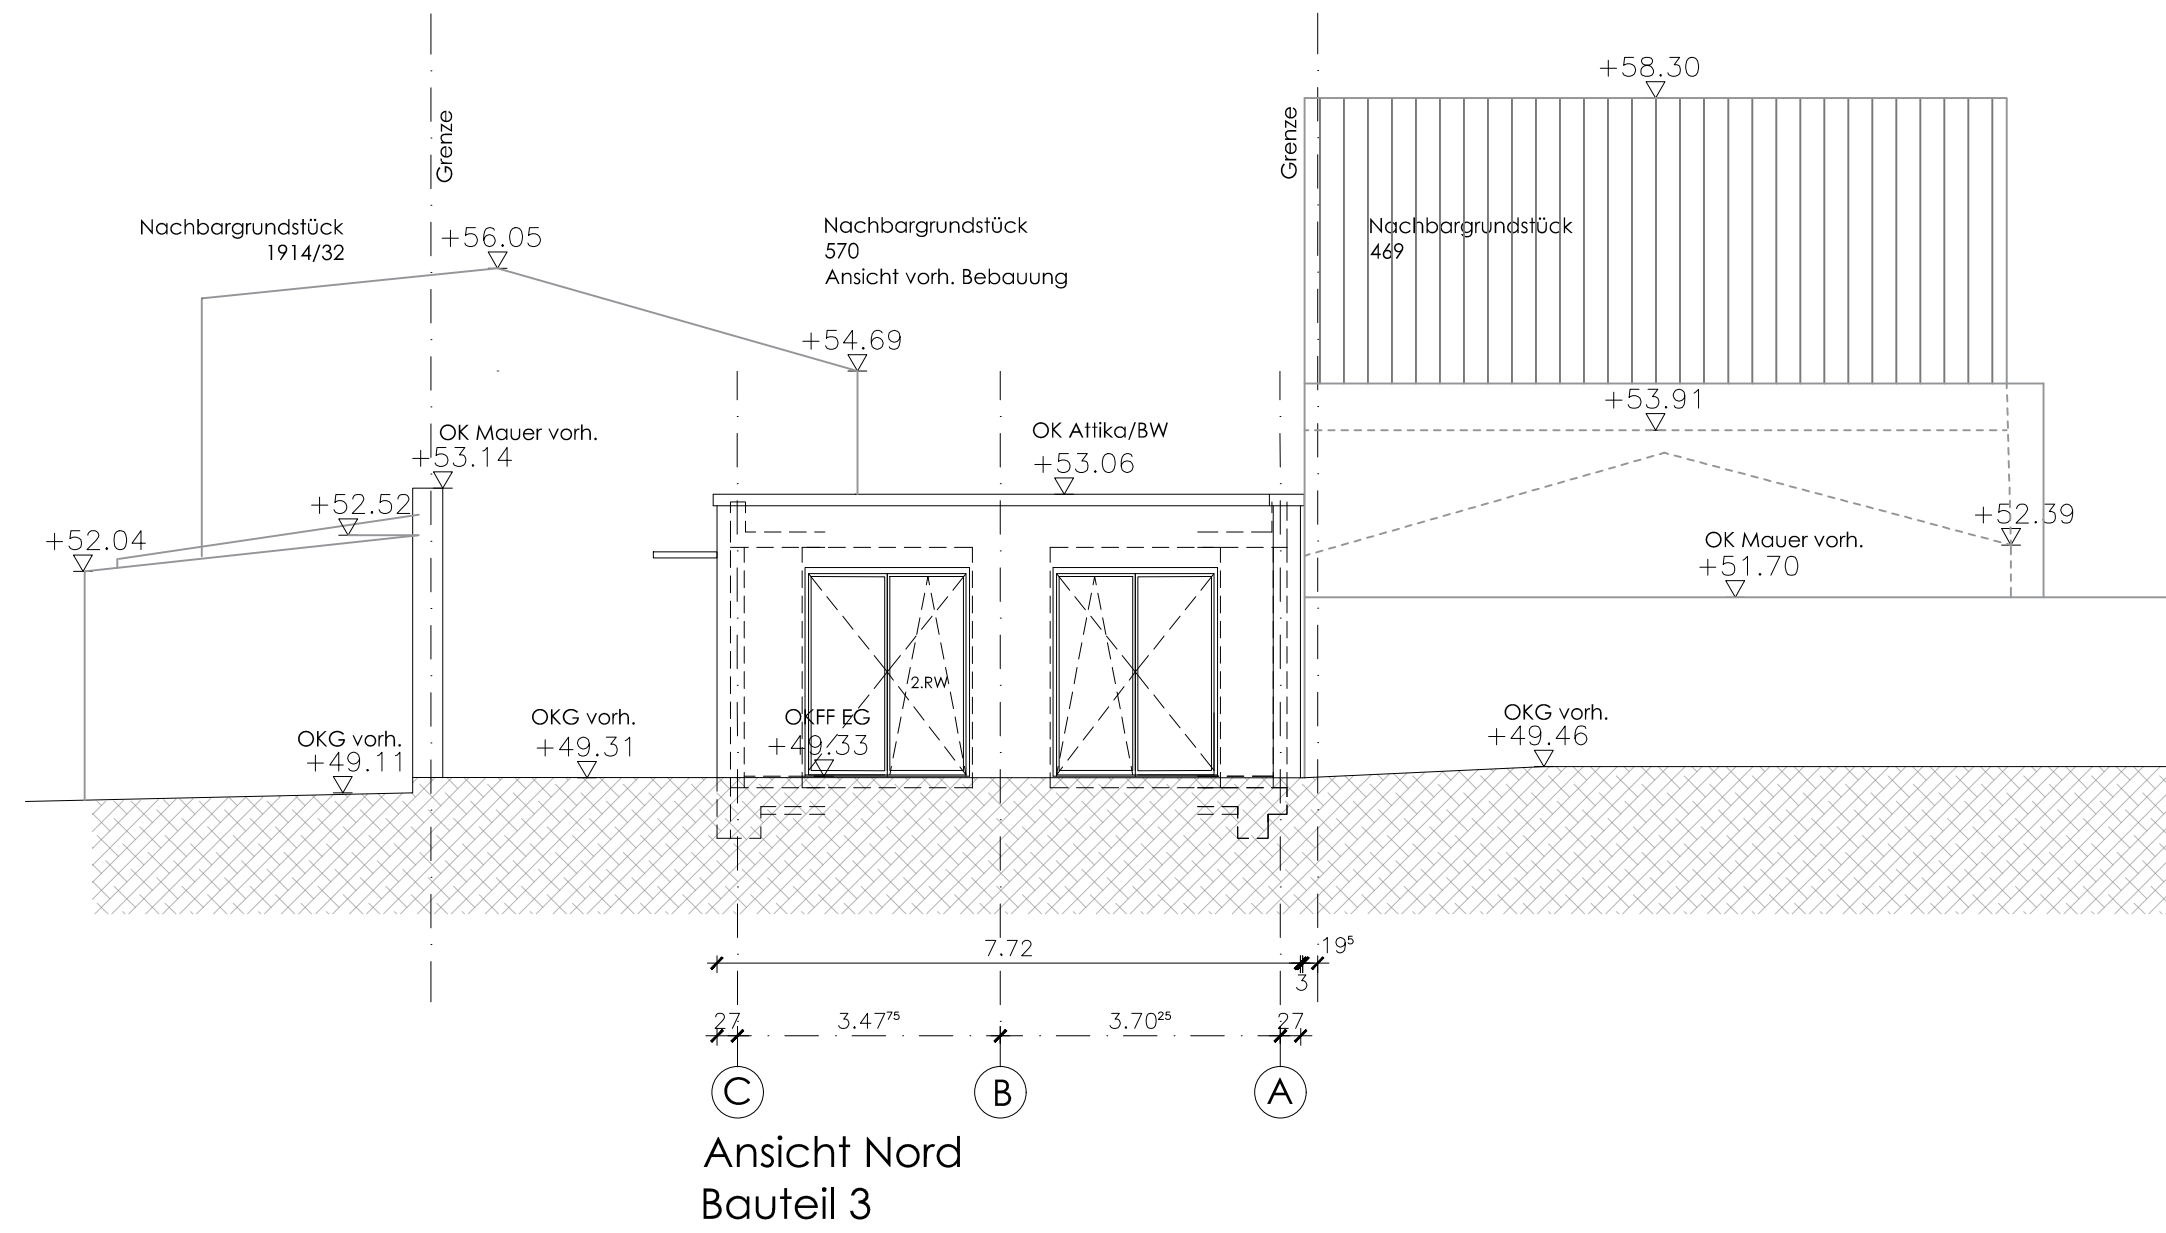 +58.30
Grenze
Grenze
Nachbargrundstück
1914/32
+56.05
Nachbargrundstück
570
Ansicht vorh. Bebauung
Nachbargrundstück
469
+54.69
+53.91
OK Mauer vorh.
+53.14
OK Attika/BW
+53.06
+52.52
+52.04
+52.39
OK Mauer vorh.
+51.70
2.RW
OKG vorh.
+49.11
OKG vorh.
+49.31
OKFF EG
+49.33
OKG vorh.
+49.46
7.72
19⁵
3
27
3.47⁷⁵
3.70²⁵
27
C
B
A
Ansicht Nord
Bauteil 3